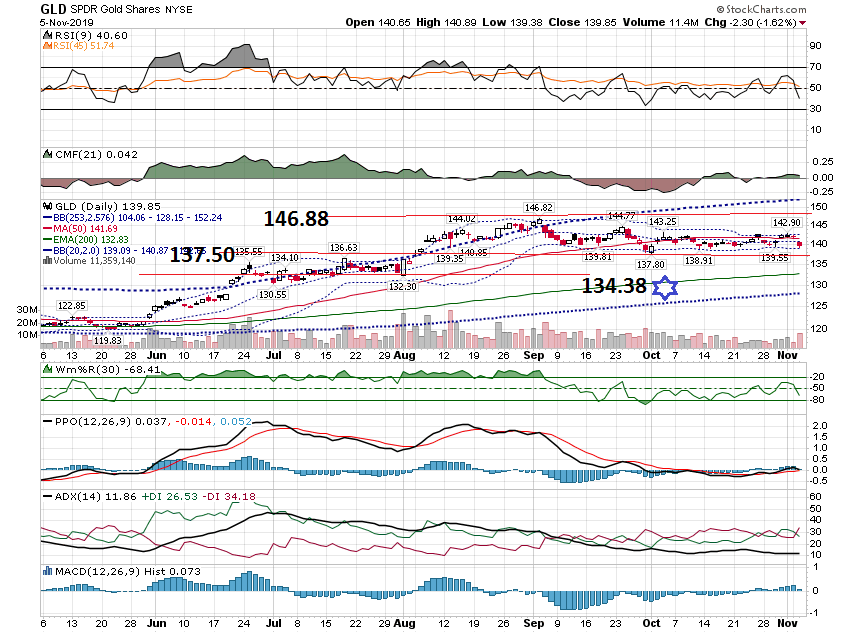 GLD SPDR Gold Shares NYSE © StockCharts.com
5-Nov-2019 Open 140.65 High 140.89 Low 139.38 Close 139.85 Volume 11.4M Chg -2.30 (-1.62%)
RSI(9) 40.60
RSI(45) 51.74
90
70
50
30
10
CMF(21) 0.042
0.25
0.00
-0.25
GLD (Daily) 139.85
BB(253,2.576) 104.06 - 128.15 - 152.24
MA(50) 141.69
EMA(200) 132.83
BB(20,2.0) 139.09 - 140.87 -
Volume 11,359,140
146.88
137.50
134.38
150
145
140
135
130
125
120
30M
20M
10M
122.85
119.83
135.55
130.55
134.10
136.63
132.30
139.35
144.02
140.85
146.82
139.81
144.77
137.80
143.25
138.91
139.55
142.90
6 13 20 28 Jun 10 17 24 Jul 8 15 22 29 Aug 12 19 26 Sep 9 16 23 Oct 7 14 21 28 Nov
Wm%R(30) -68.41
-20
-50
-80
PPO(12,26,9) 0.037, -0.014, 0.052
2.0
1.5
1.0
0.5
0.0
-0.5
ADX(14) 11.86 +DI 26.53 -DI 34.18
60
50
40
30
20
10
MACD(12,26,9) Hist 0.073
1
0
-1
6 13 20 28 Jun 10 17 24 Jul 8 15 22 29 Aug 12 19 26 Sep 9 16 23 Oct 7 14 21 28 Nov